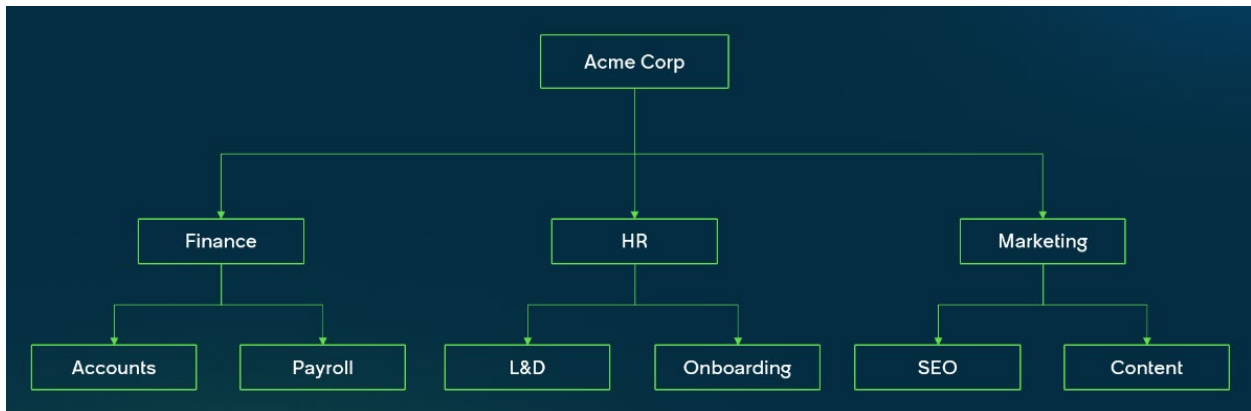 Acme Corp
Finance
HR
Marketing
Accounts
Payroll
L&D
Onboarding
SEO
Content